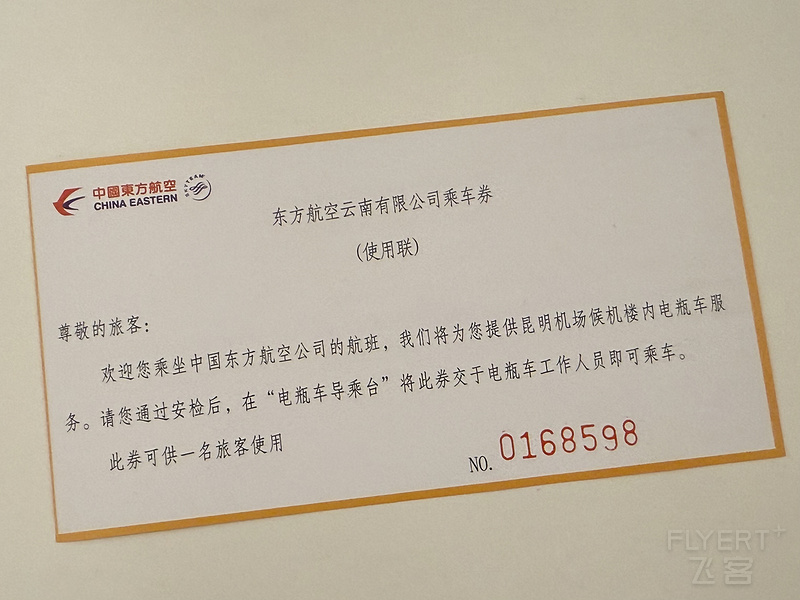 中國東方航空
CHINA EASTERN
SKYTEAM
东方航空云南有限公司乘车券
(使用联)
尊敬的旅客：
欢迎您乘坐中国东方航空公司的航班，我们将为您提供昆明机场候机楼内电瓶车服
务。请您通过安检后，在“电瓶车导乘台”将此券交于电瓶车工作人员即可乘车。
此券可供一名旅客使用
NO. 0168598
FLYERT+
飞客